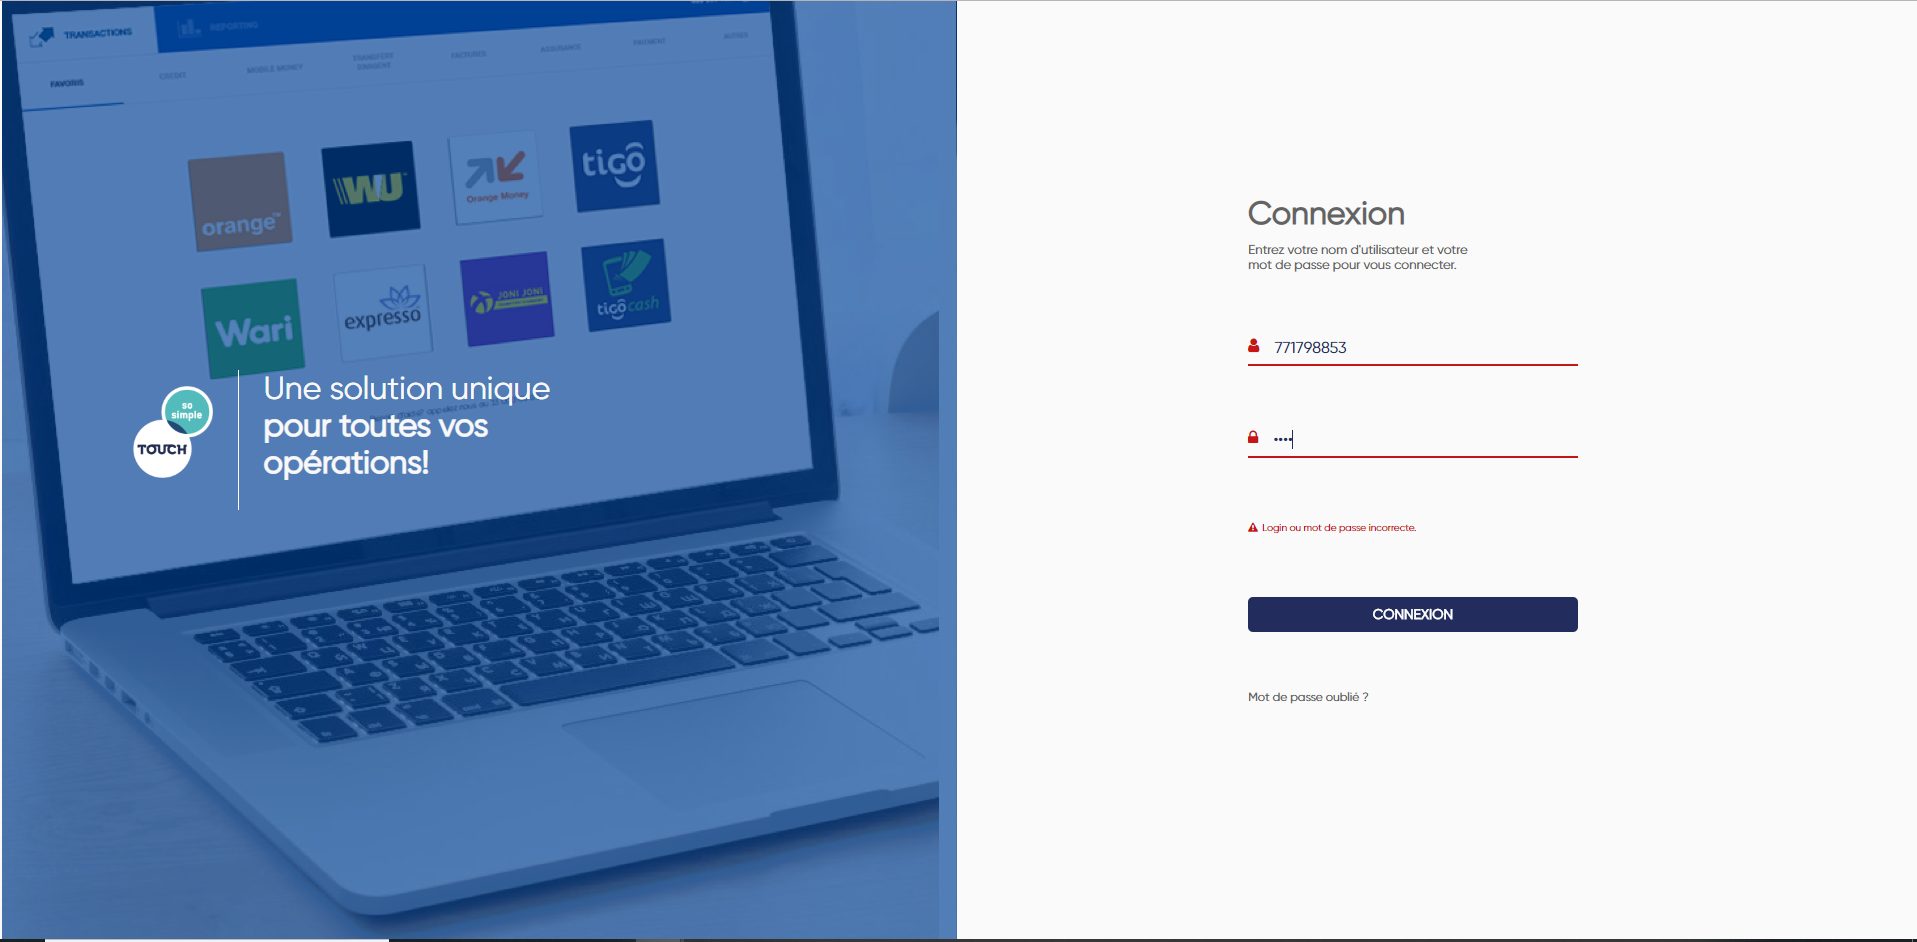 TRANSACTIONS
REPORTING
FAVORIS
CREDIT
MOBILE MONEY
TRANSFERT
D'ARGENT
FACTURES
ASSURANCE
PAIEMENT
AUTRES
orange™
WU
Orange Money
tigo
Wari
expresso
JONI JONI
tigo cash
so
simple
TOUCH
Une solution unique
pour toutes vos
opérations!
Connexion
Entrez votre nom d'utilisateur et votre
mot de passe pour vous connecter.
771798853
••••
Login ou mot de passe incorrecte.
CONNEXION
Mot de passe oublié ?